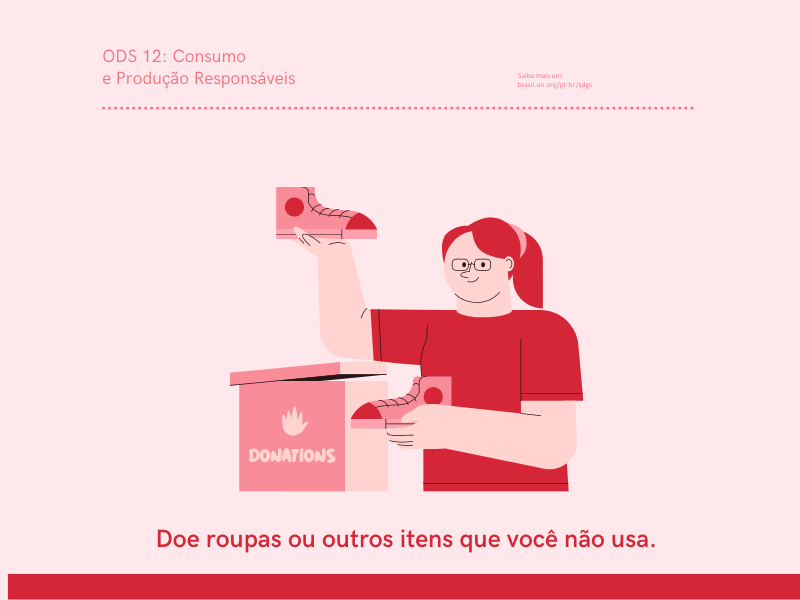 ODS 12: Consumo
e Produção Responsáveis
Saiba mais em:
brasil.un.org/pt-br/sdgs
DONATIONS
Doe roupas ou outros itens que você não usa.